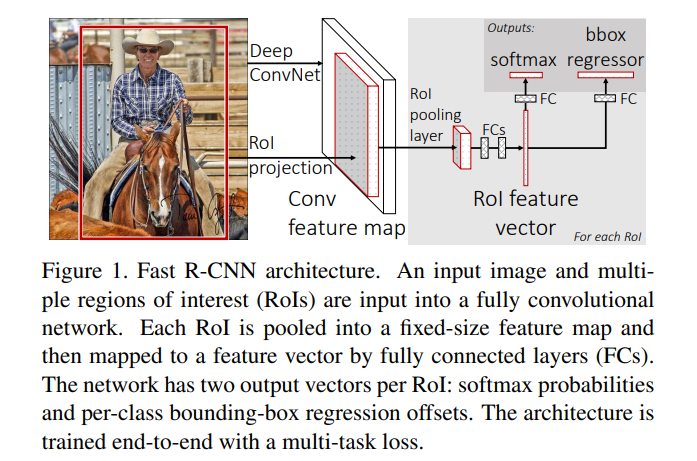 Outputs:
bbox
softmax regressor
Deep
ConvNet
RoI
pooling
layer
FC FC
FCs
RoI
projection
Conv
feature map
RoI feature
vector
For each RoI
Figure 1. Fast R-CNN architecture. An input image and multi-
ple regions of interest (RoIs) are input into a fully convolutional
network. Each RoI is pooled into a fixed-size feature map and
then mapped to a feature vector by fully connected layers (FCs).
The network has two output vectors per RoI: softmax probabilities
and per-class bounding-box regression offsets. The architecture is
trained end-to-end with a multi-task loss.